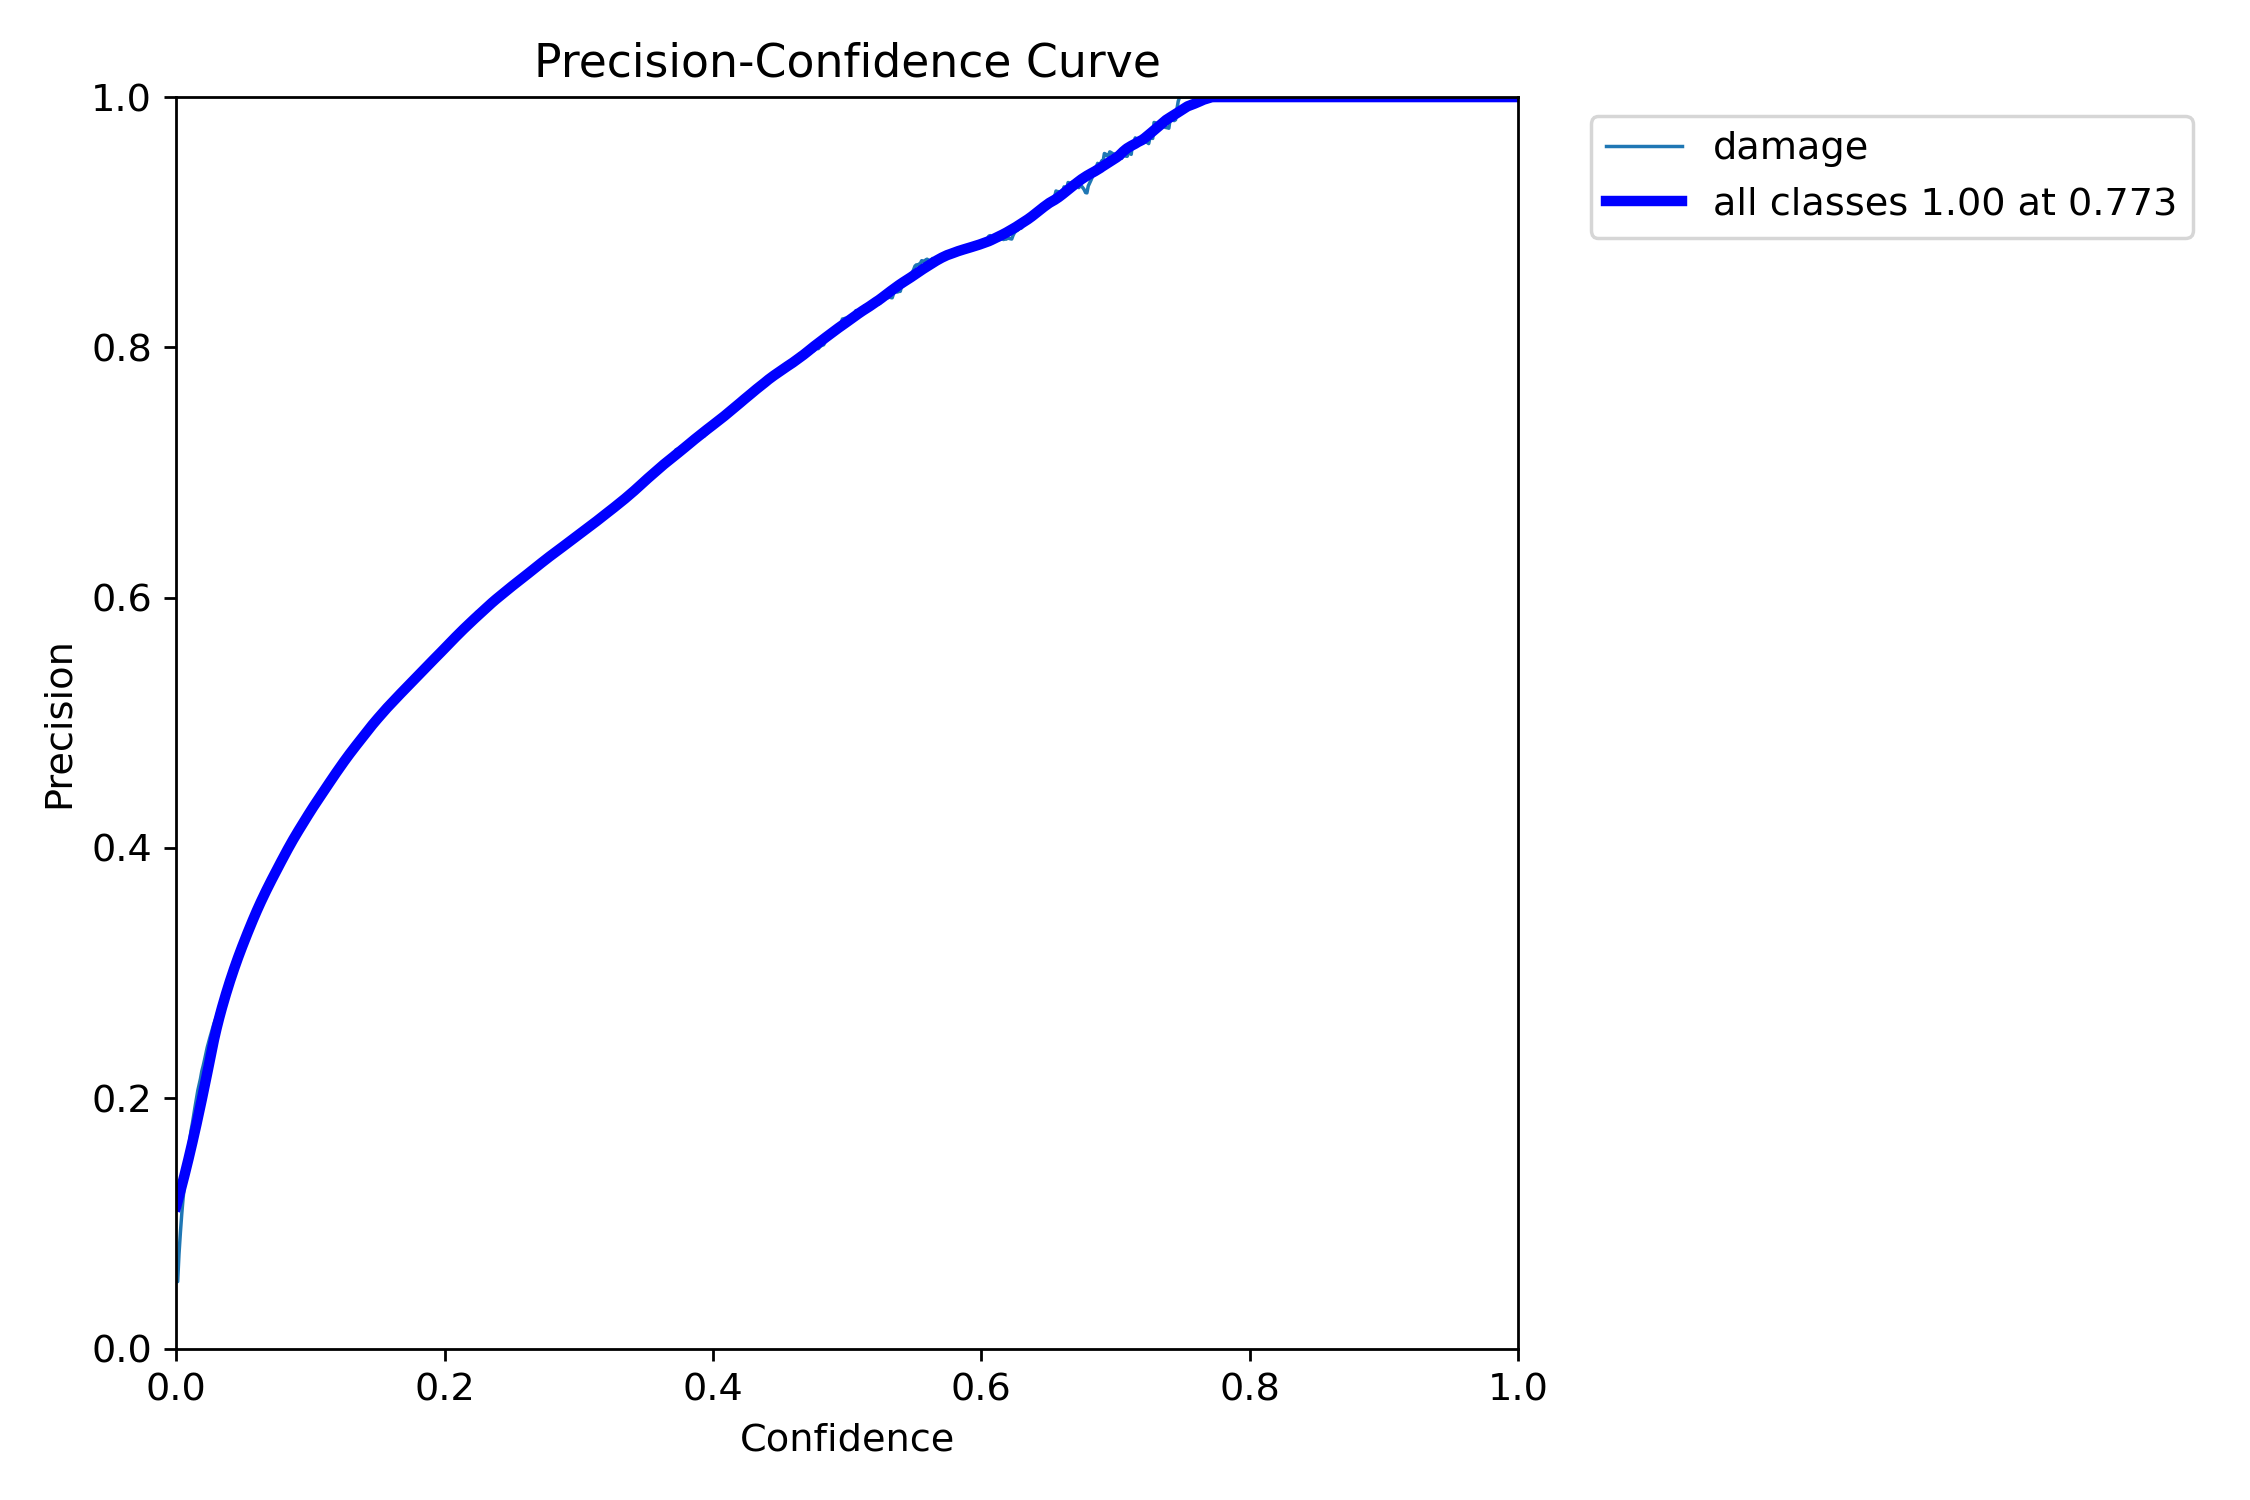 Precision-Confidence Curve
1.0
0.8
0.6
0.4
0.2
0.0
Precision
0.0 0.2 0.4 0.6 0.8 1.0
Confidence
damage
all classes 1.00 at 0.773